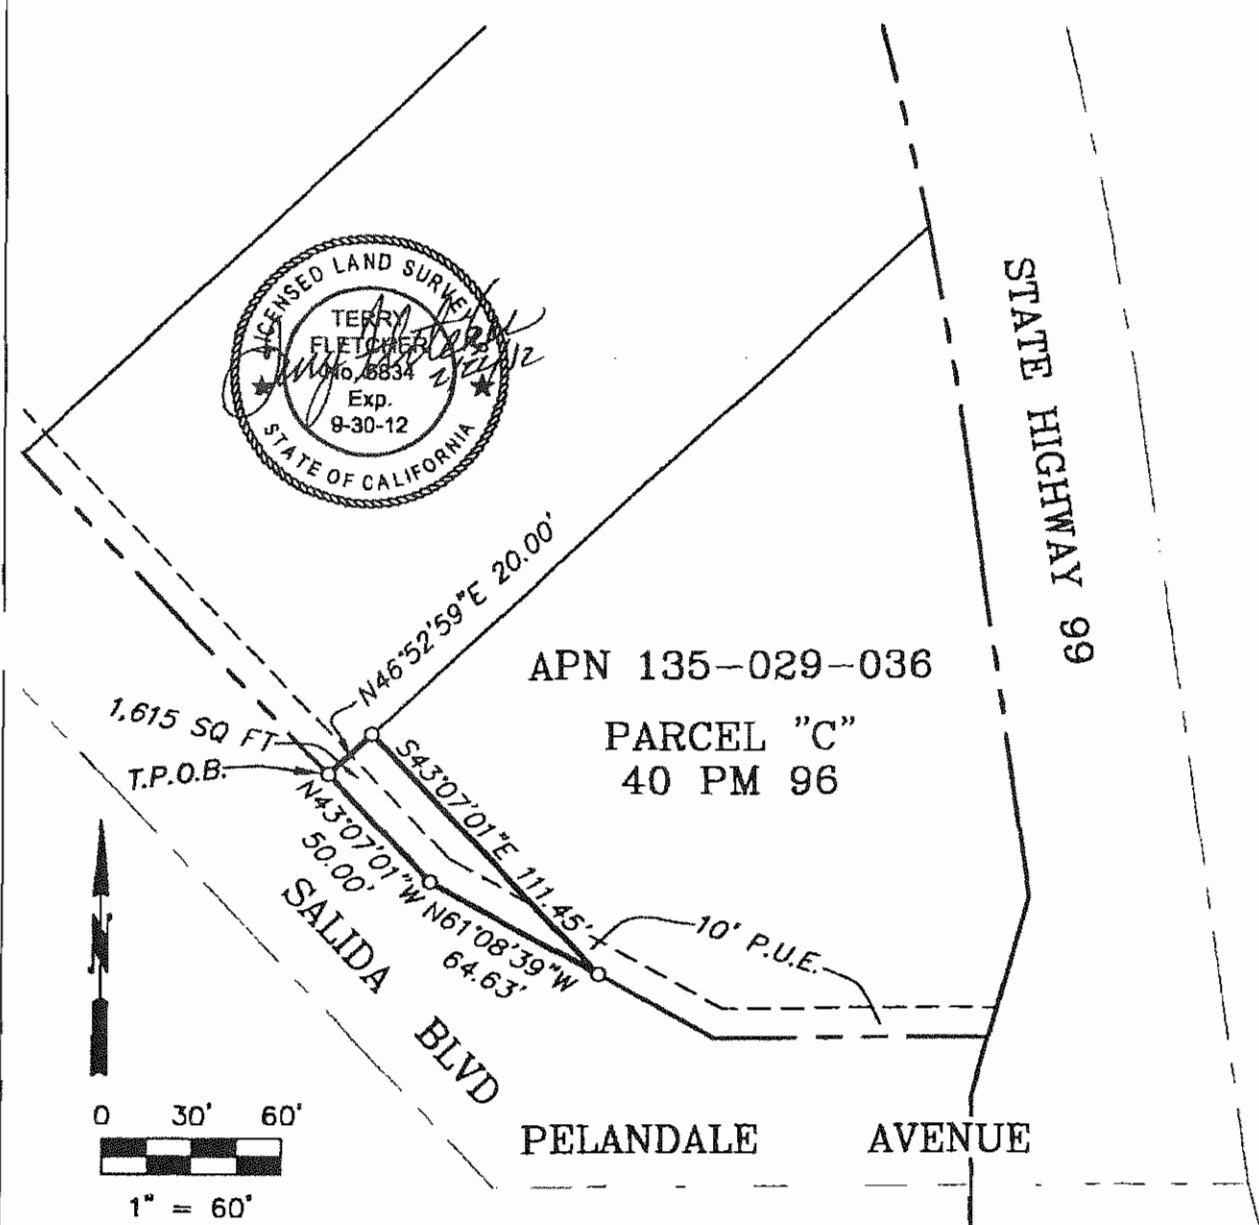 LICENSED LAND SURVEYOR
TERRY
FLETCHER
No. 5834
Exp.
9-30-12
STATE OF CALIFORNIA
STATE HIGHWAY 99
N46°52'59"E 20.00'
APN 135-029-036
PARCEL "C"
40 PM 96
1,615 SQ FT
T.P.O.B.
S43°07'01"E 111.45'
N43°07'01"W
50.00'
N61°08'39"W
64.63'
10' P.U.E.
SALIDA BLVD
N
0 30' 60'
1" = 60'
PELANDALE AVENUE